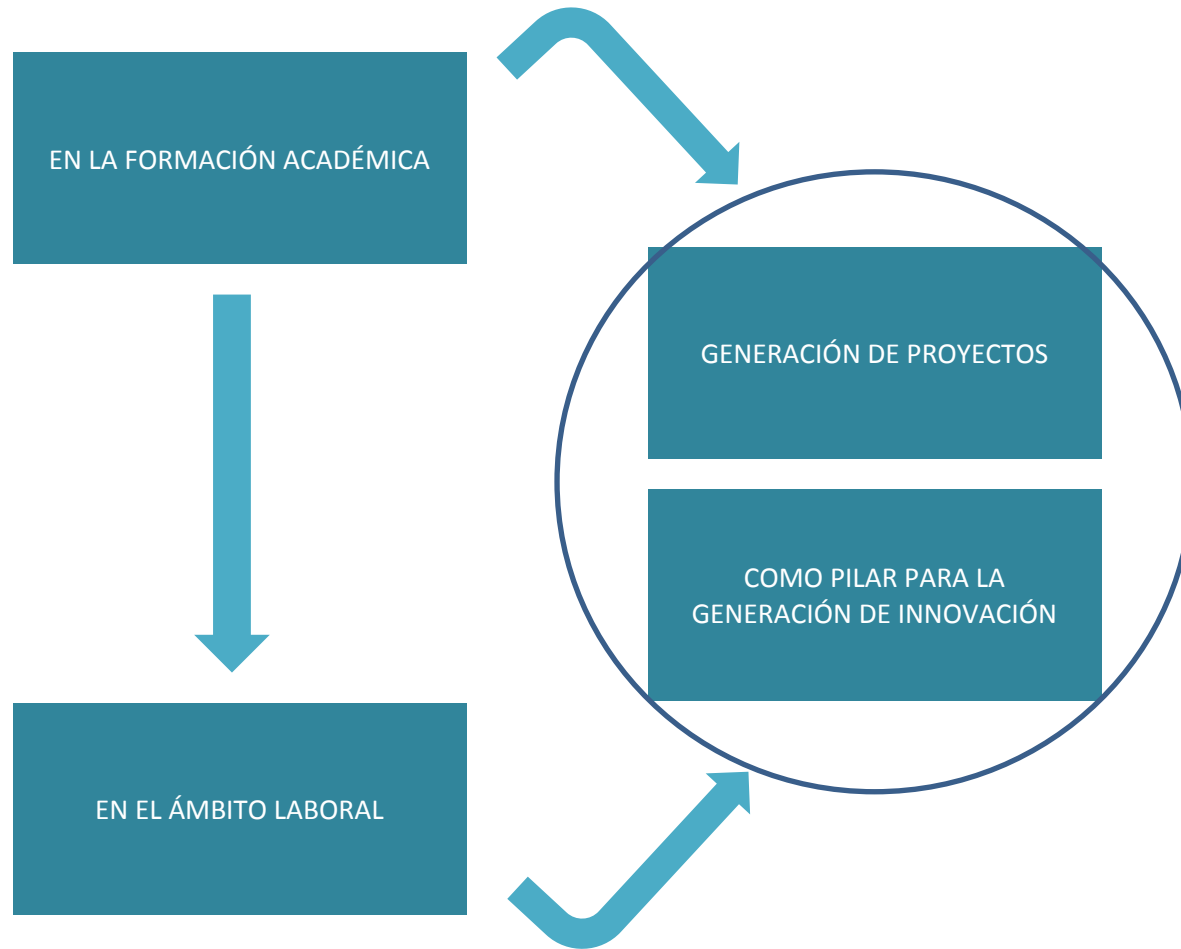 EN LA FORMACIÓN ACADÉMICA
GENERACIÓN DE PROYECTOS
COMO PILAR PARA LA
GENERACIÓN DE INNOVACIÓN
EN EL ÁMBITO LABORAL